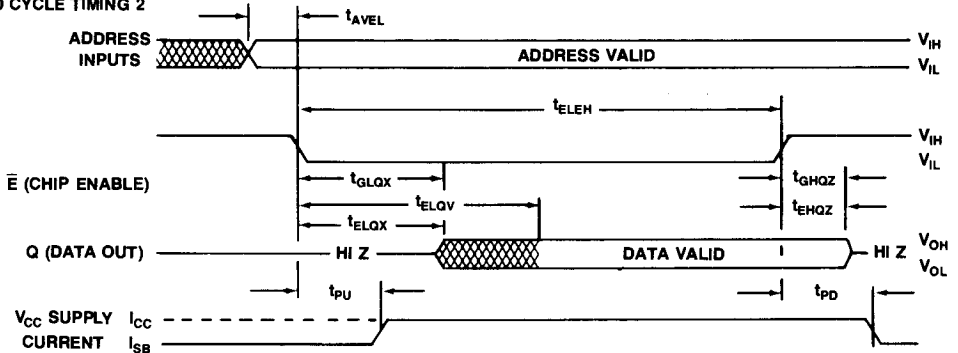 CYCLE TIMING 2
tAVEL
ADDRESS INPUTS
ADDRESS VALID
VIH
VIL
tELEH
VIH
VIL
E̅ (CHIP ENABLE)
tGLQX
tGHQZ
tELQV
tEHQZ
tELQX
Q (DATA OUT)
HI Z
DATA VALID
HI Z
VOH
VOL
tPU
tPD
VCC SUPPLY CURRENT
ICC
ISB